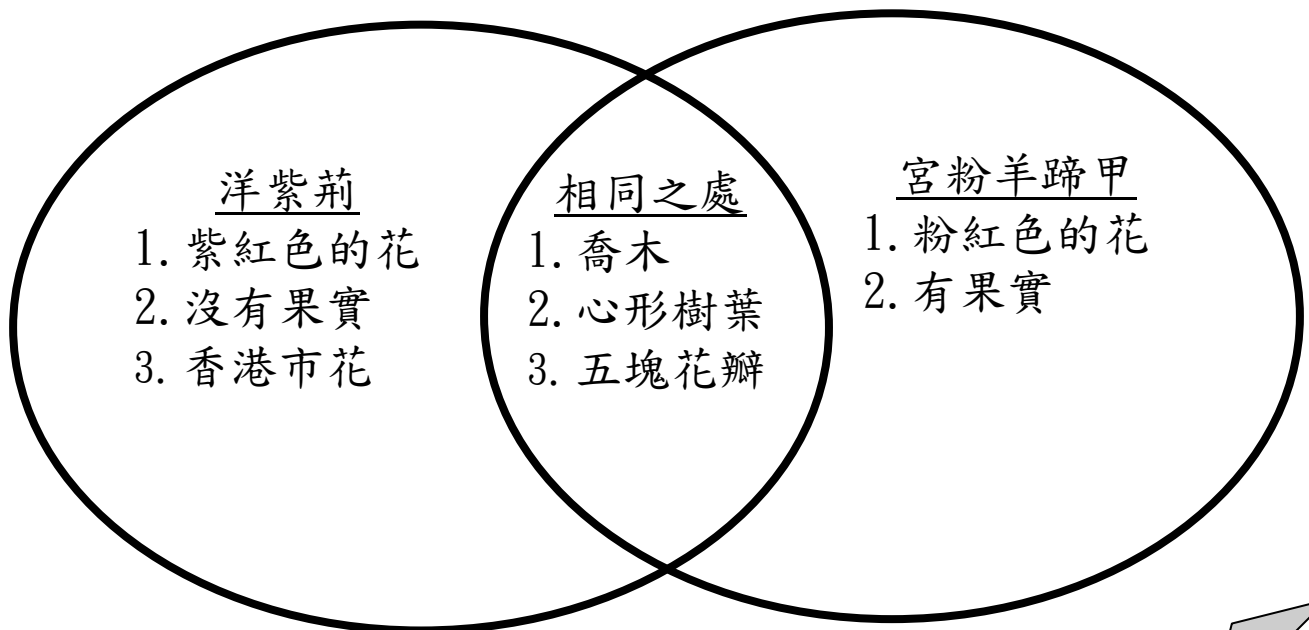 洋紫荊
1. 紫紅色的花
2. 沒有果實
3. 香港市花
相同之處
1. 喬木
2. 心形樹葉
3. 五塊花瓣
宮粉羊蹄甲
1. 粉紅色的花
2. 有果實